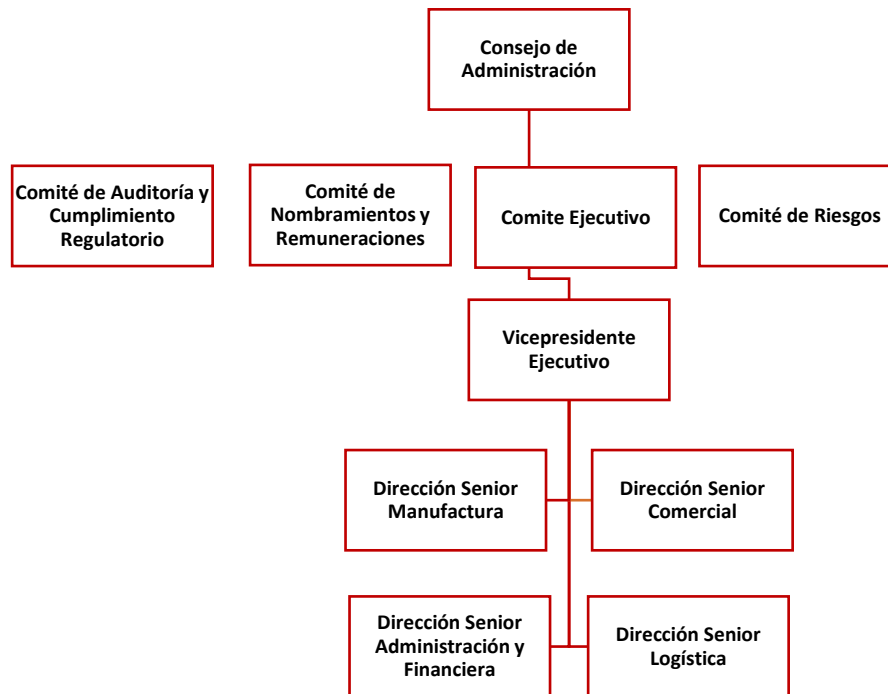 Consejo de
Administración
Comité de Auditoría y
Cumplimiento
Regulatorio
Comité de
Nombramientos y
Remuneraciones
Comite Ejecutivo
Comité de Riesgos
Vicepresidente
Ejecutivo
Dirección Senior
Manufactura
Dirección Senior
Comercial
Dirección Senior
Administración y
Financiera
Dirección Senior
Logística